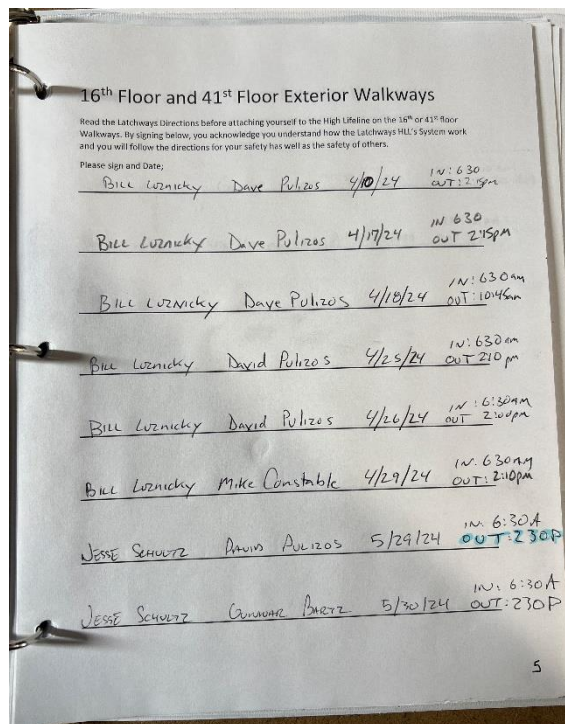 16th Floor and 41st Floor Exterior Walkways
Read the Latchways Directions before attaching yourself to the High Lifeline on the 16th or 41st floor
Walkways. By signing below, you acknowledge you understand how the Latchways HLL's System work
and you will follow the directions for your safety has well as the safety of others.
Please sign and Date;
IN: 630
BILL LOZNICKY Dave Pulizos 4/10/24 OUT: 2:15pm
IN 630
BILL LUZNICKY Dave Pulizos 4/17/24 OUT 2:15PM
IN: 630am
BILL LUZNICKY Dave Pulizos 4/18/24 OUT: 10:45am
IN: 630am
BILL LOZNICKY David Pulizos 4/25/24 OUT 2:10 pm
IN: 6:30AM
BILL LUZNICKY David Pulizos 4/26/24 OUT 2:00pm
IN. 630AM
BILL LOZNICKY Mike Constable 4/29/24 OUT: 2:10PM
IN. 6:30A
JESSE SCHULTZ DAVID PULIZOS 5/29/24 OUT: 230P
IN: 6:30A
JESSE SCHULTZ GUNNAR BARTZ 5/30/24 OUT: 230P
5